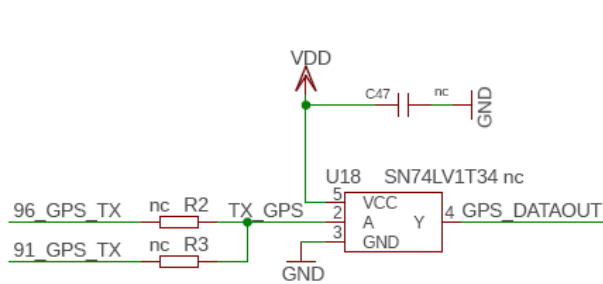 VDD
C47 nc GND
U18 SN74LV1T34 nc
5 VCC
96_GPS_TX nc R2 TX_GPS 2 A Y 4 GPS_DATAOUT
3 GND
91_GPS_TX nc R3
GND